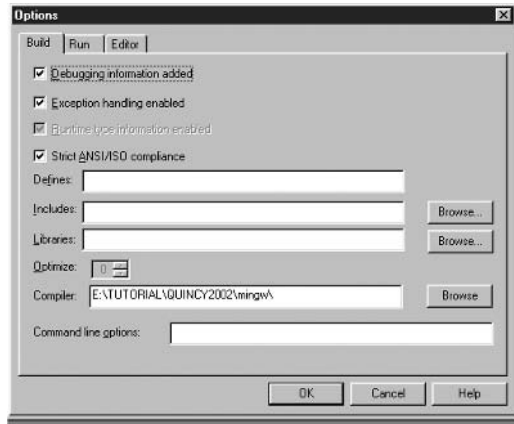 Options
Build Run Editor
Debugging information added
Exception handling enabled
Runtime type information enabled
Strict ANSI/ISO compliance
Defines:
Includes: Browse...
Libraries: Browse...
Optimize: 0
Compiler: E:\TUTORIAL\QUINCY2002\mingw\ Browse
Command line options:
OK Cancel Help